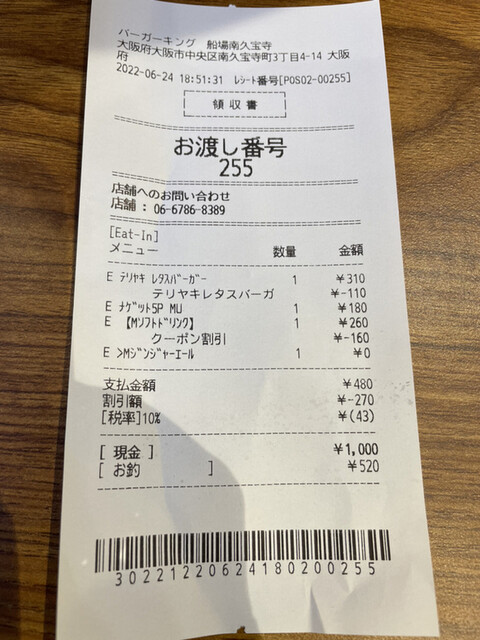 バーガーキング 船場南久宝寺
大阪府大阪市中央区南久宝寺町3丁目4-14 大阪
府
2022-06-24 18:51:31 レシート番号[POS02-00255]
領収書
お渡し番号
255
店舗へのお問い合わせ
店舗 : 06-6786-8389
[Eat-In]
メニュー 数量 金額
E ﾃﾘﾔｷ ﾚﾀｽﾊﾞｰｶﾞｰ 1 ¥310
テリヤキレタスバーガ ¥-110
E ﾅｹﾞｯﾄ5P MU 1 ¥180
E 【Mｿﾌﾄﾄﾞﾘﾝｸ】 1 ¥260
クーポン割引 ¥-160
E >Mｼﾞﾝｼﾞｬｰｴｰﾙ 1 ¥0
支払金額 ¥480
割引額 ¥-270
[税率]10% ¥(43)
[ 現金 ] ¥1,000
[ お釣 ] ¥520
30221220624180200255